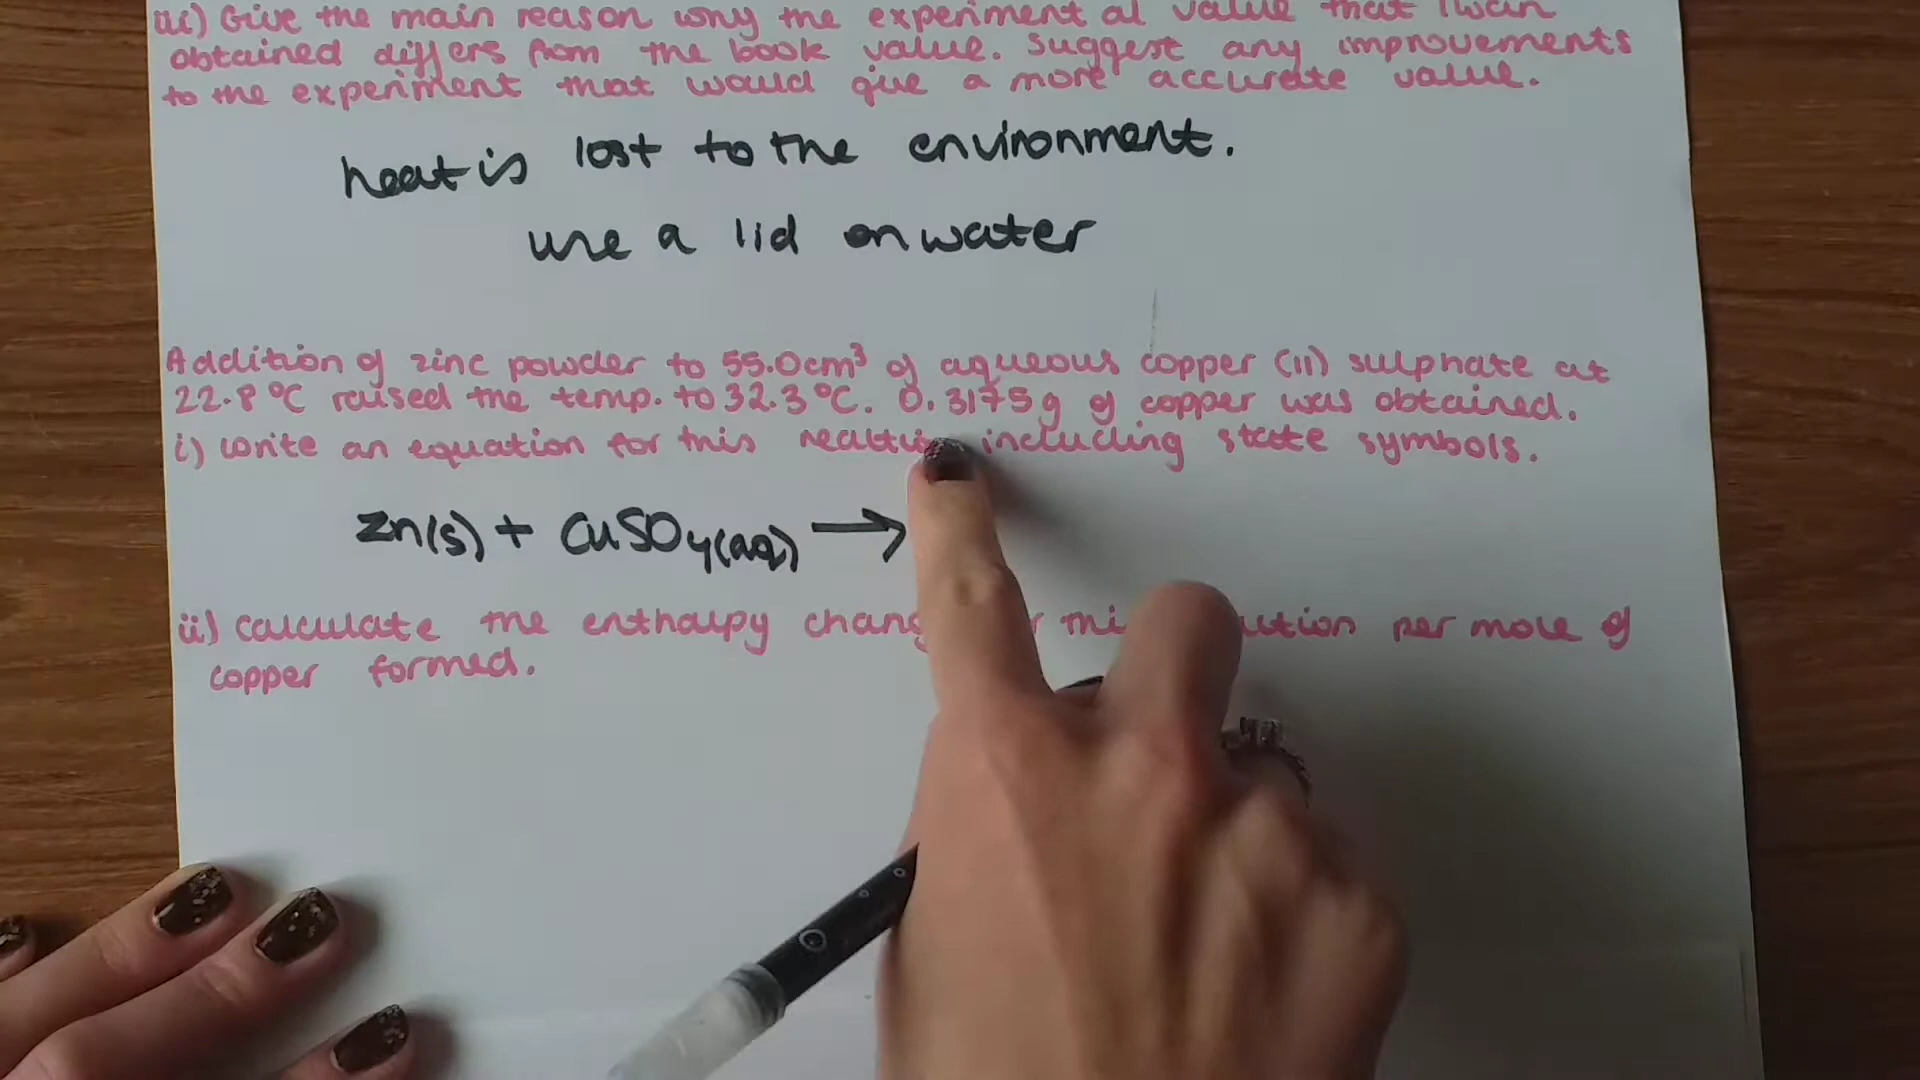 iii) Give the main reason why the experiment al value that Iwan
obtained differs from the book value. Suggest any improvements
to the experiment that would give a more accurate value.
heat is lost to the environment.
use a lid on water
Addition of zinc powder to 55.0cm³ of aqueous copper (II) sulphate at
22.8°C raised the temp. to 32.3°C. 0.3175g of copper was obtained.
i) Write an equation for this including state symbols.
Zn(s) + CuSO4(aq) →
ii) Calculate the enthalpy per mole of
copper formed.